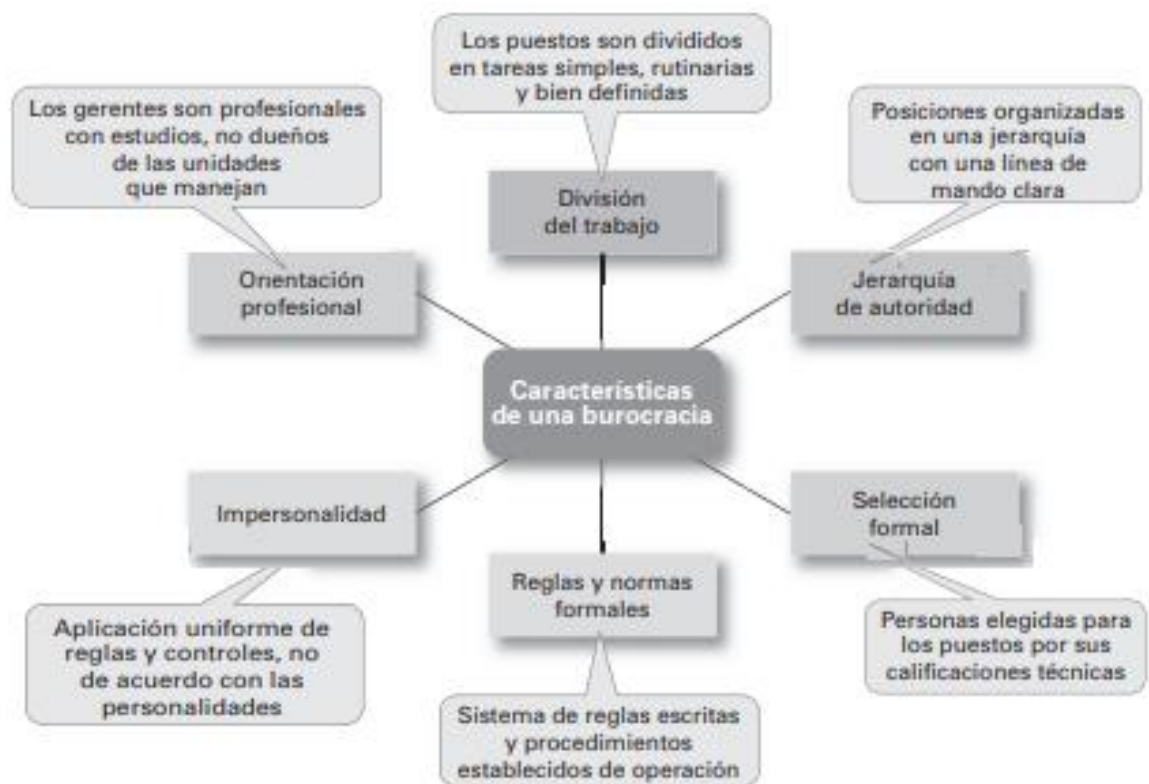 Los puestos son divididos
en tareas simples, rutinarias
y bien definidas
Los gerentes son profesionales
con estudios, no dueños
de las unidades
que manejan
Posiciones organizadas
en una jerarquía
con una línea de
mando clara
División
del trabajo
Orientación
profesional
Jerarquía
de autoridad
Características
de una burocracia
Impersonalidad
Selección
formal
Reglas y normas
formales
Aplicación uniforme de
reglas y controles, no
de acuerdo con las
personalidades
Personas elegidas para
los puestos por sus
calificaciones técnicas
Sistema de reglas escritas
y procedimientos
establecidos de operación